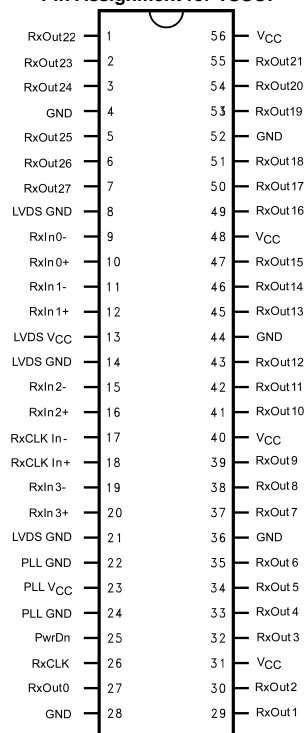 RxOut22 1 56 VCC
RxOut23 2 55 RxOut21
RxOut24 3 54 RxOut20
GND 4 53 RxOut19
RxOut25 5 52 GND
RxOut26 6 51 RxOut18
RxOut27 7 50 RxOut17
LVDS GND 8 49 RxOut16
RxIn0- 9 48 VCC
RxIn0+ 10 47 RxOut15
RxIn1- 11 46 RxOut14
RxIn1+ 12 45 RxOut13
LVDS VCC 13 44 GND
LVDS GND 14 43 RxOut12
RxIn2- 15 42 RxOut11
RxIn2+ 16 41 RxOut10
RxCLK In- 17 40 VCC
RxCLK In+ 18 39 RxOut9
RxIn3- 19 38 RxOut8
RxIn3+ 20 37 RxOut7
LVDS GND 21 36 GND
PLL GND 22 35 RxOut6
PLL VCC 23 34 RxOut5
PLL GND 24 33 RxOut4
PwrDn 25 32 RxOut3
RxCLK 26 31 VCC
RxOut0 27 30 RxOut2
GND 28 29 RxOut1